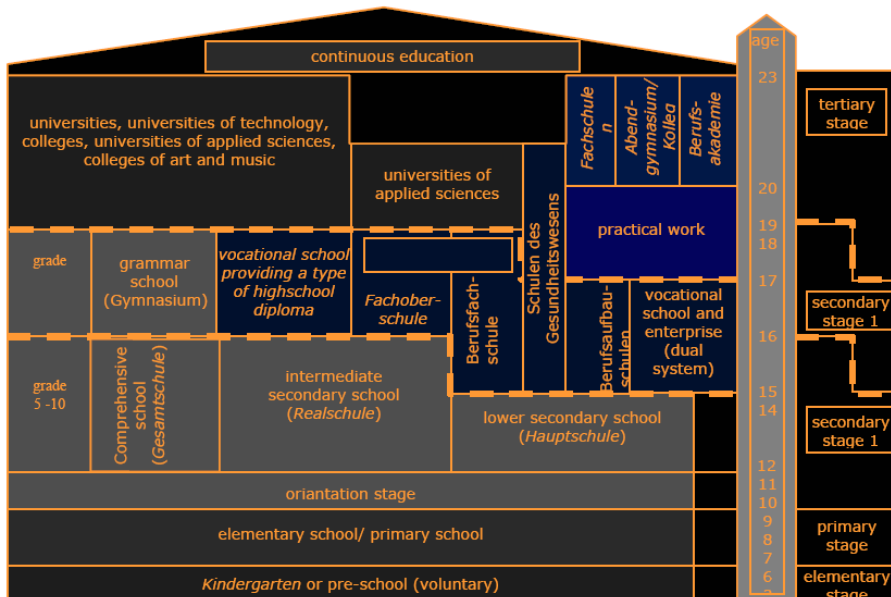 continuous education
age
23
universities, universities of technology,
colleges, universities of applied sciences,
colleges of art and music
universities of
applied sciences
Schulen des
Gesundheitswesens
Fachschule
n
Abend-
gymnasium/
Kolleg
Berufs-
akademie
tertiary
stage
20
practical work
19
18
17
grade
grammar
school
(Gymnasium)
vocational school
providing a type
of highschool
diploma
Fachober-
schule
Berufsfach-
schule
Berufsaufbau-
schulen
vocational
school and
enterprise
(dual
system)
secondary
stage 1
16
15
14
grade
5 -10
Comprehensive
school
(Gesamtschule)
intermediate
secondary school
(Realschule)
lower secondary school
(Hauptschule)
secondary
stage 1
12
11
10
oriantation stage
elementary school/ primary school
9
8
7
primary
stage
Kindergarten or pre-school (voluntary)
6
elementary
stage